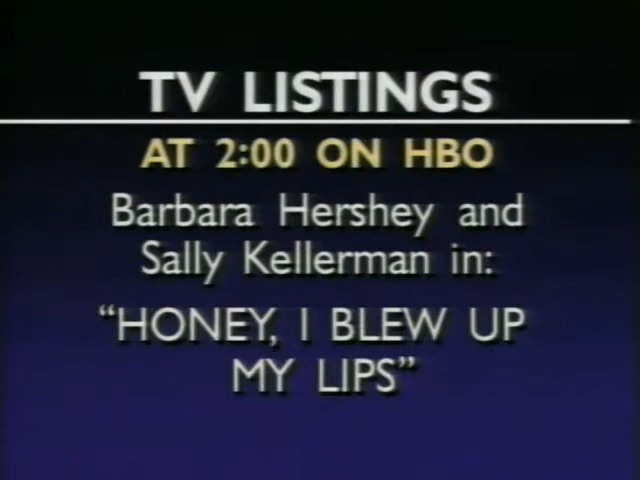 TV LISTINGS
AT 2:00 ON HBO
Barbara Hershey and
Sally Kellerman in:
“HONEY, I BLEW UP
MY LIPS”